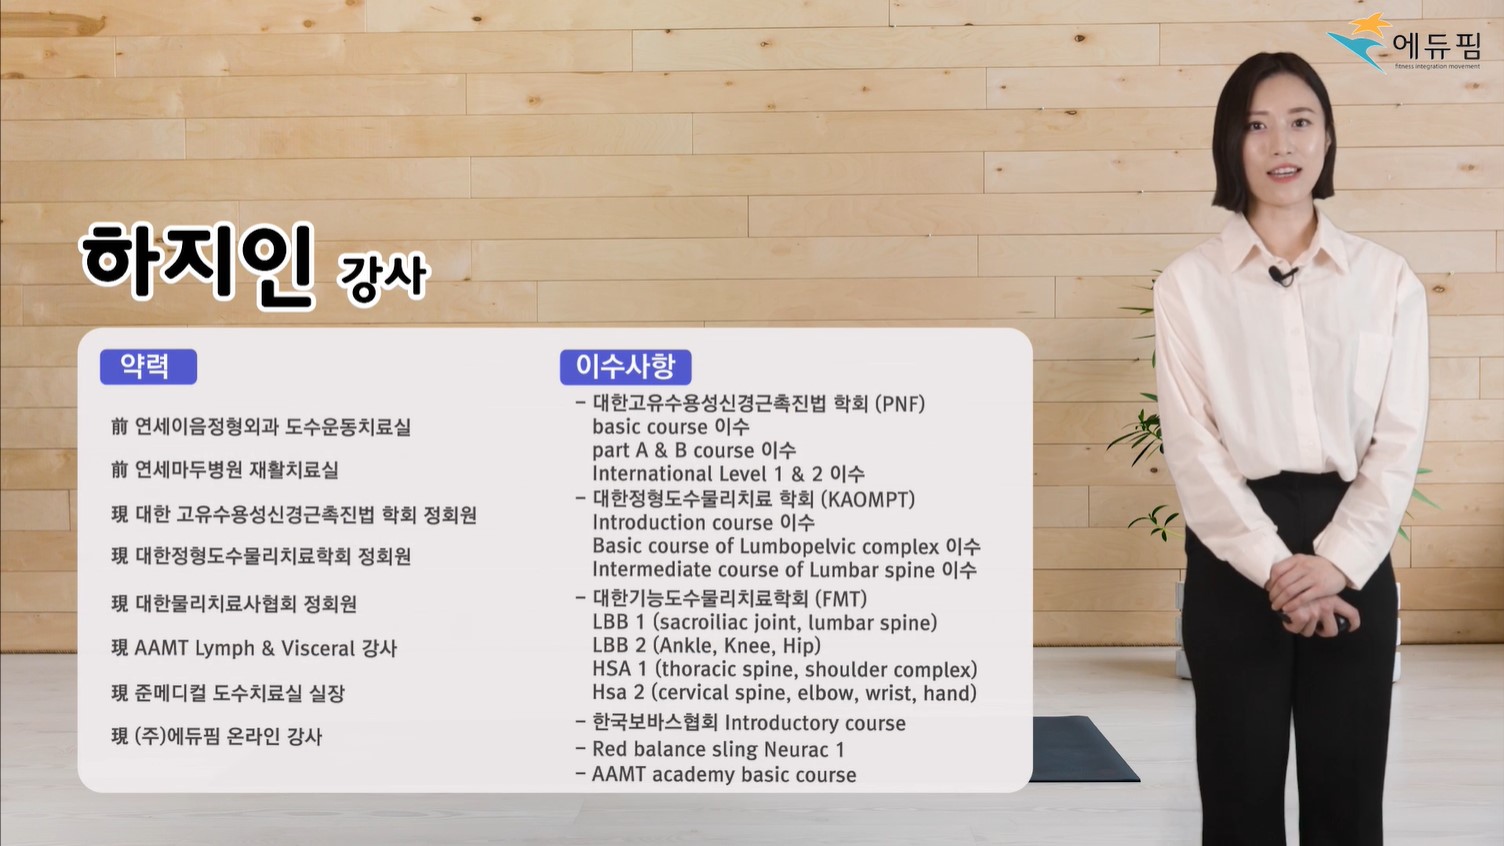 에듀핌
fitness integration movement
하지인 강사
약력
前 연세이음정형외과 도수운동치료실
前 연세마두병원 재활치료실
現 대한 고유수용성신경근촉진법 학회 정회원
現 대한정형도수물리치료학회 정회원
現 대한물리치료사협회 정회원
現 AAMT Lymph & Visceral 강사
現 준메디컬 도수치료실 실장
現 (주)에듀핌 온라인 강사
이수사항
- 대한고유수용성신경근촉진법 학회 (PNF)
basic course 이수
part A & B course 이수
International Level 1 & 2 이수
- 대한정형도수물리치료 학회 (KAOMPT)
Introduction course 이수
Basic course of Lumbopelvic complex 이수
Intermediate course of Lumbar spine 이수
- 대한기능도수물리치료학회 (FMT)
LBB 1 (sacroiliac joint, lumbar spine)
LBB 2 (Ankle, Knee, Hip)
HSA 1 (thoracic spine, shoulder complex)
Hsa 2 (cervical spine, elbow, wrist, hand)
- 한국보바스협회 Introductory course
- Red balance sling Neurac 1
- AAMT academy basic course